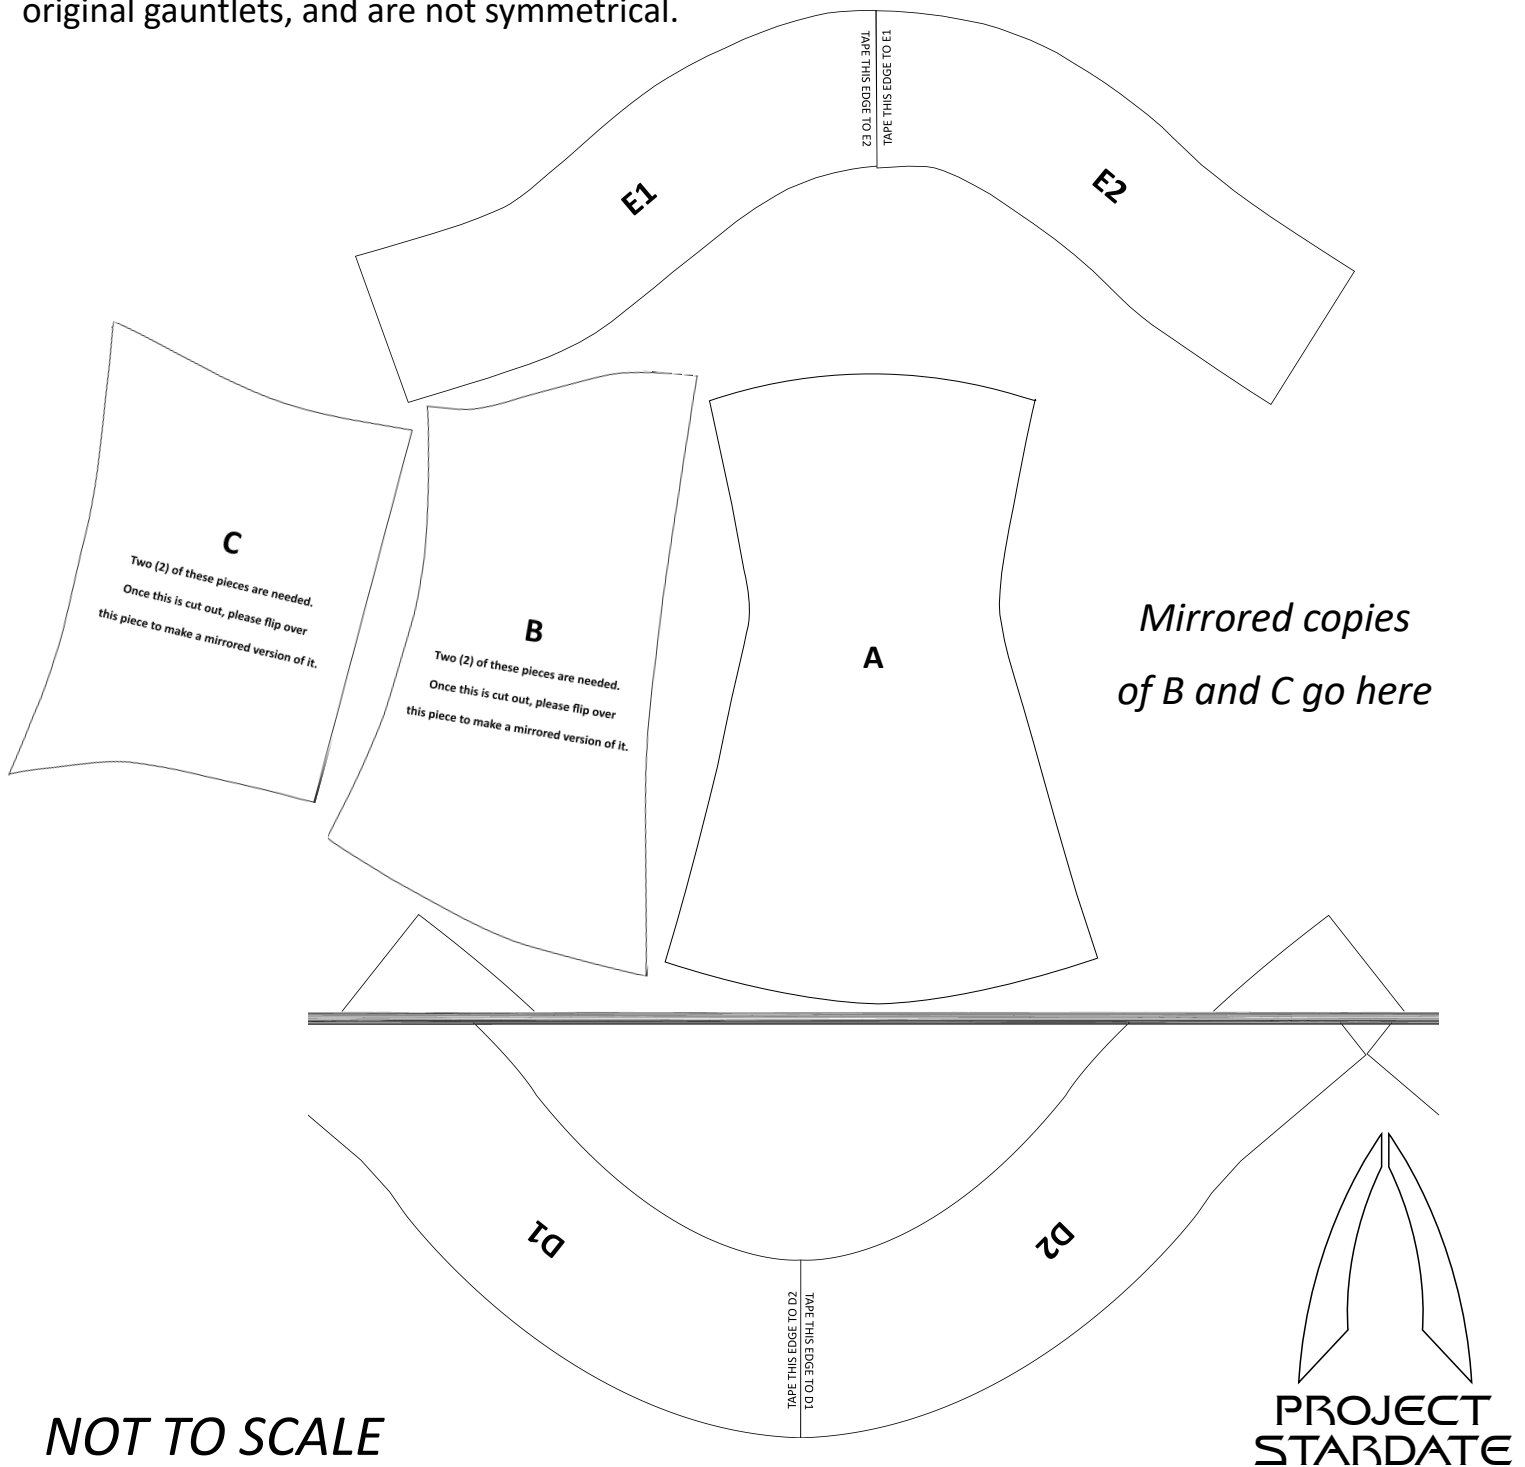 original gauntlets, and are not symmetrical.
TAPE THIS EDGE TO E2
TAPE THIS EDGE TO E1
E1
E2
C
Two (2) of these pieces are needed.
Once this is cut out, please flip over
this piece to make a mirrored version of it.
B
Two (2) of these pieces are needed.
Once this is cut out, please flip over
this piece to make a mirrored version of it.
A
Mirrored copies
of B and C go here
D1
D2
TAPE THIS EDGE TO D2
TAPE THIS EDGE TO D1
NOT TO SCALE
PROJECT
STARDATE